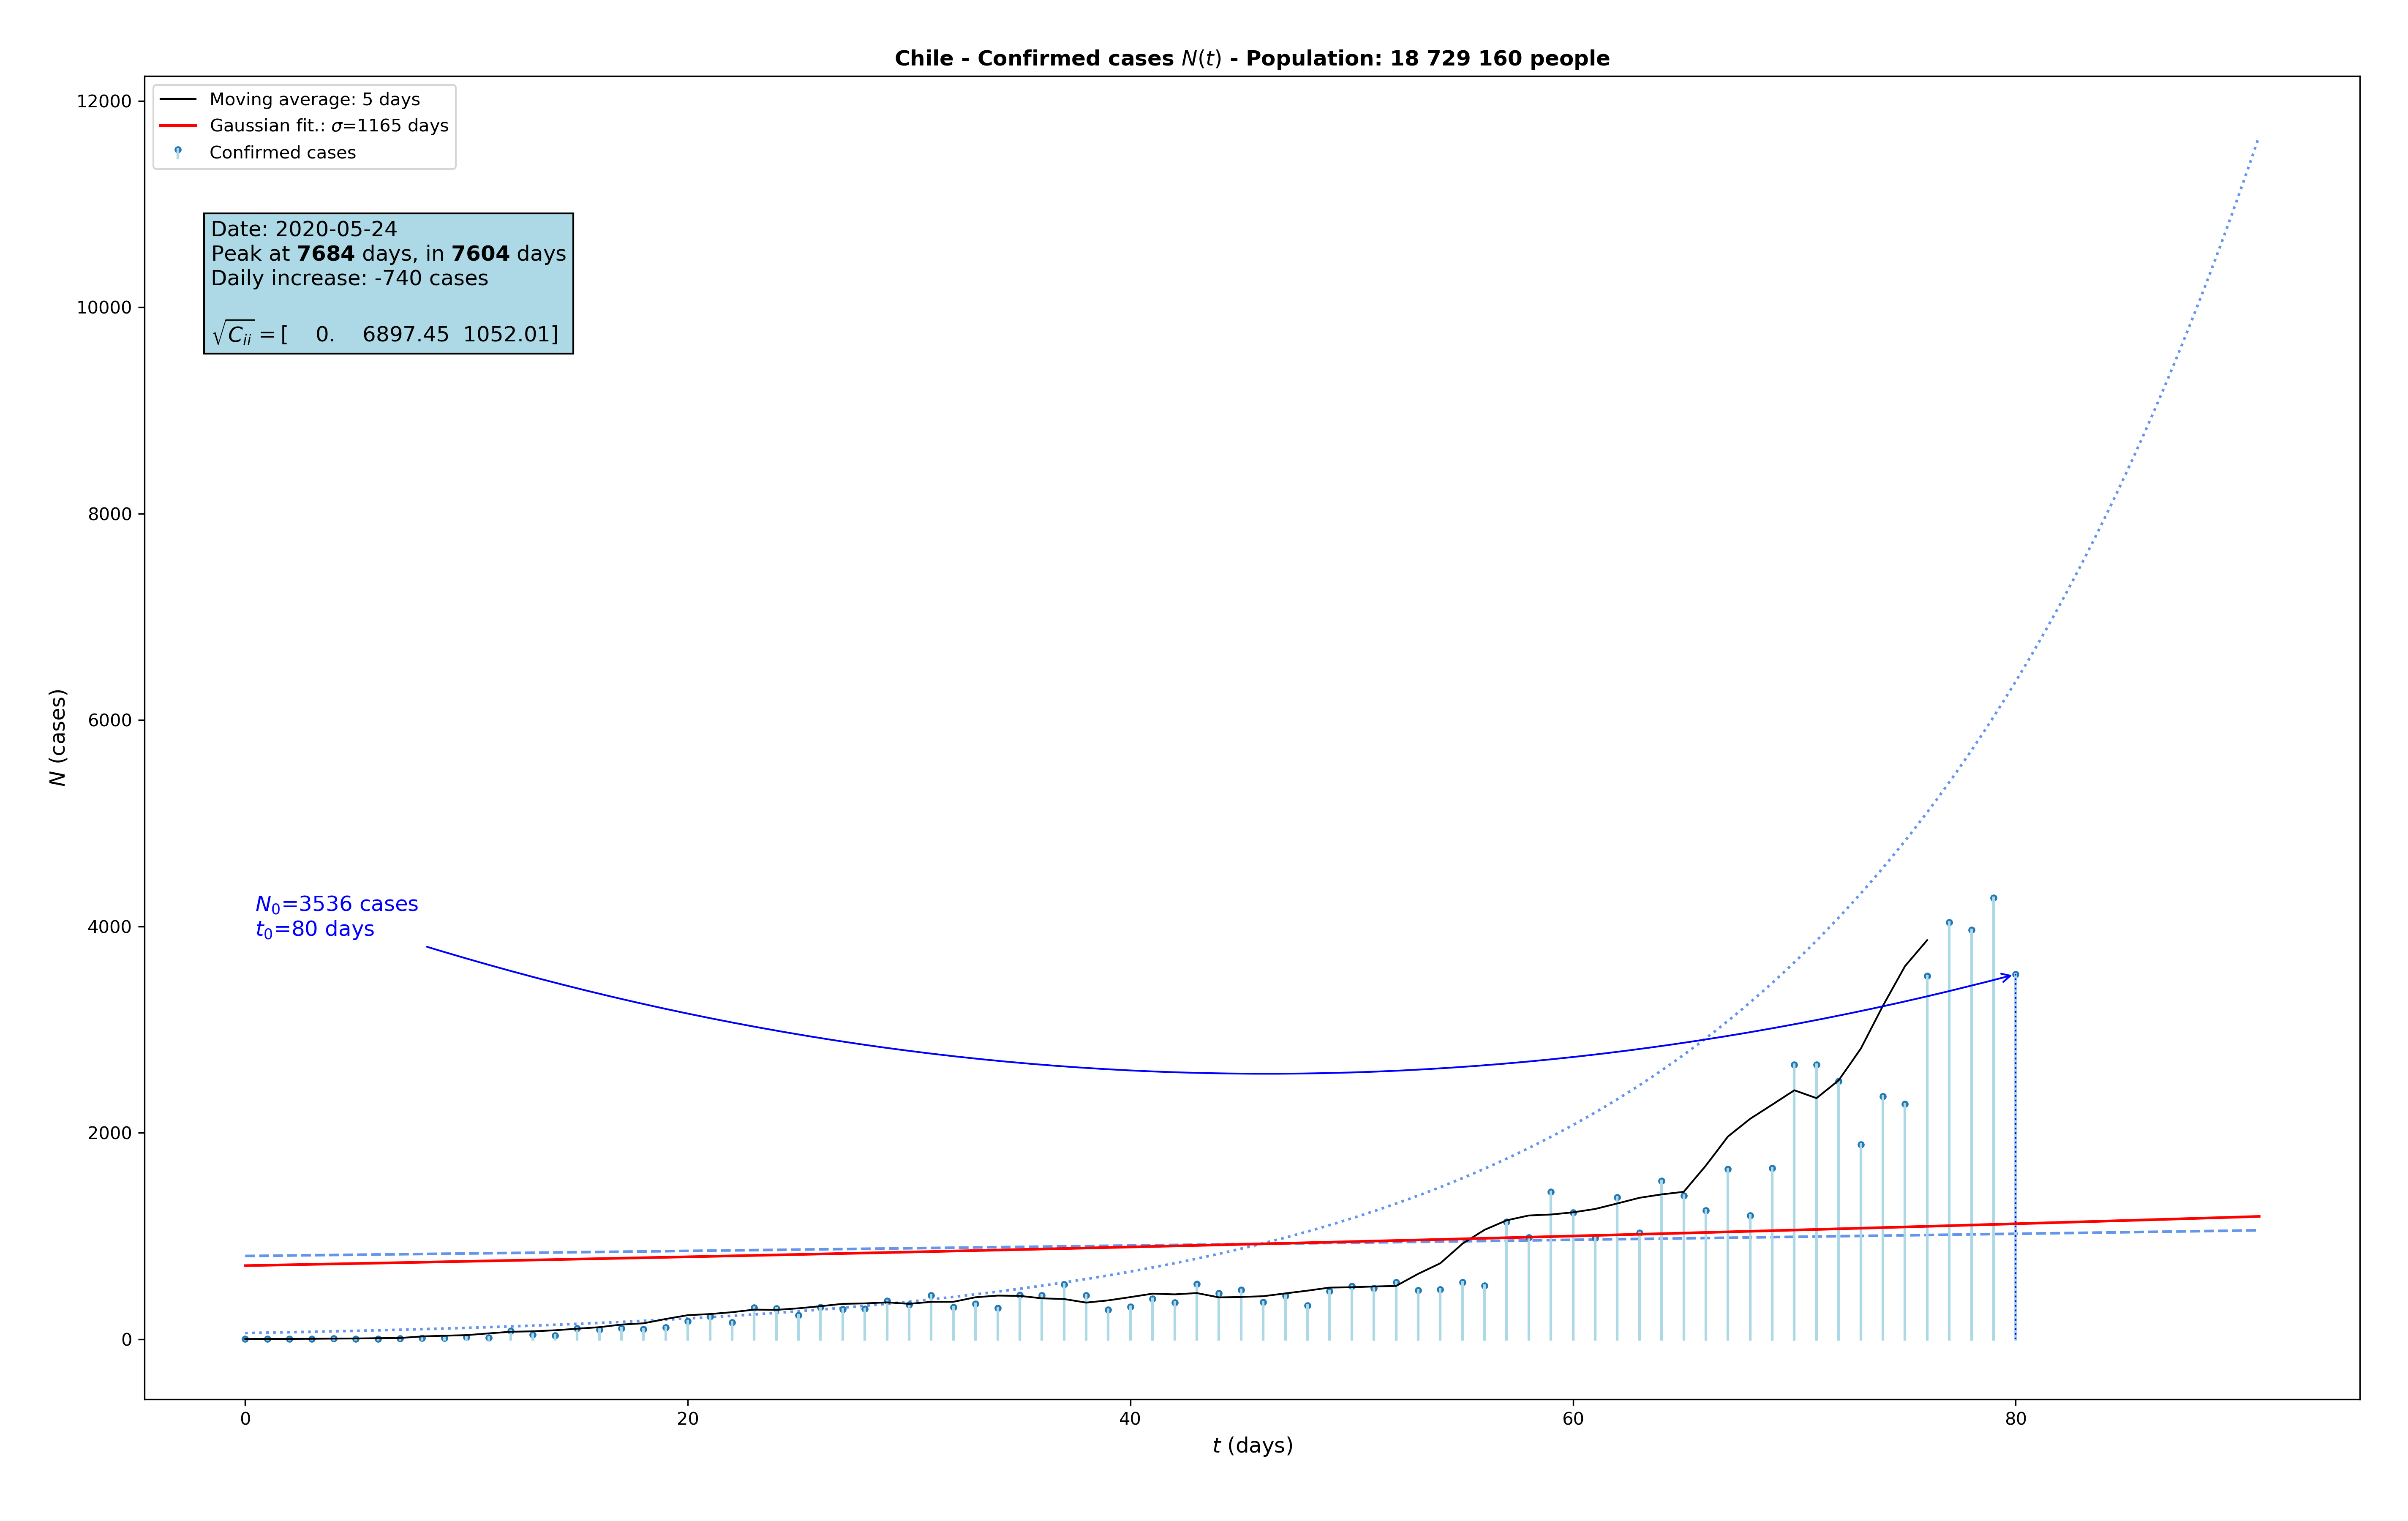 Chile - Confirmed cases N(t) - Population: 18 729 160 people
12000
10000
8000
6000
4000
2000
0
N (cases)
Moving average: 5 days
Gaussian fit.: σ=1165 days
Confirmed cases
Date: 2020-05-24
Peak at 7684 days, in 7604 days
Daily increase: -740 cases
√C_ii = [ 0. 6897.45 1052.01]
N₀=3536 cases
t₀=80 days
0 20 40 60 80
t (days)